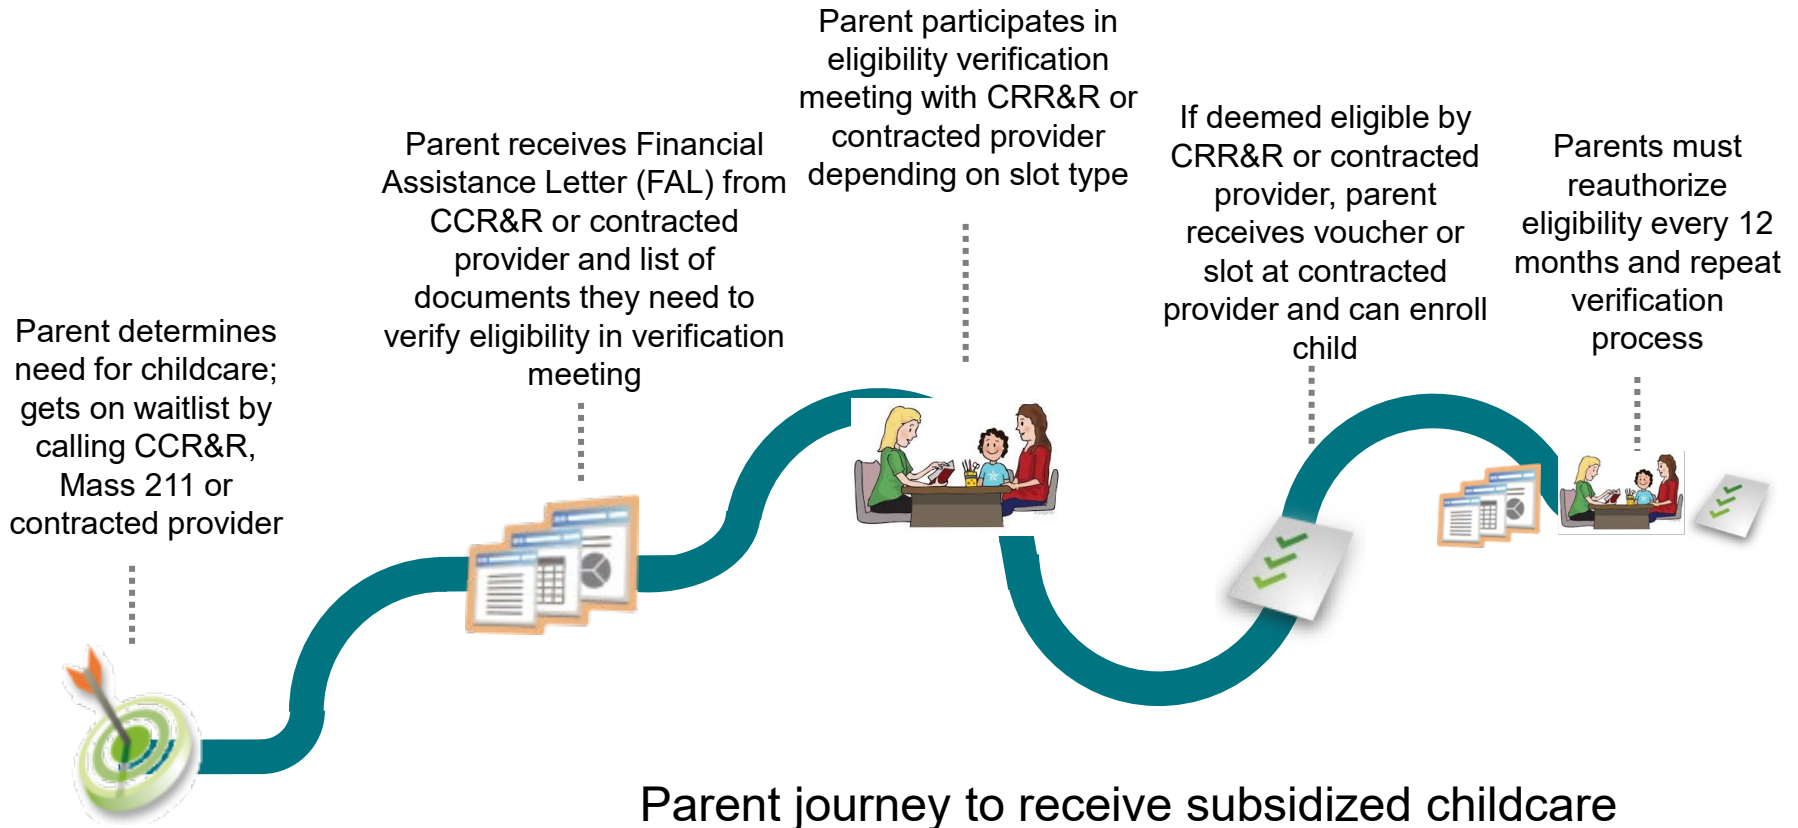 Parent determines
need for childcare;
gets on waitlist by
calling CCR&R,
Mass 211 or
contracted provider
Parent receives Financial
Assistance Letter (FAL) from
CCR&R or contracted
provider and list of
documents they need to
verify eligibility in verification
meeting
Parent participates in
eligibility verification
meeting with CRR&R or
contracted provider
depending on slot type
If deemed eligible by
CRR&R or contracted
provider, parent
receives voucher or
slot at contracted
provider and can enroll
child
Parents must
reauthorize
eligibility every 12
months and repeat
verification
process
Parent journey to receive subsidized childcare